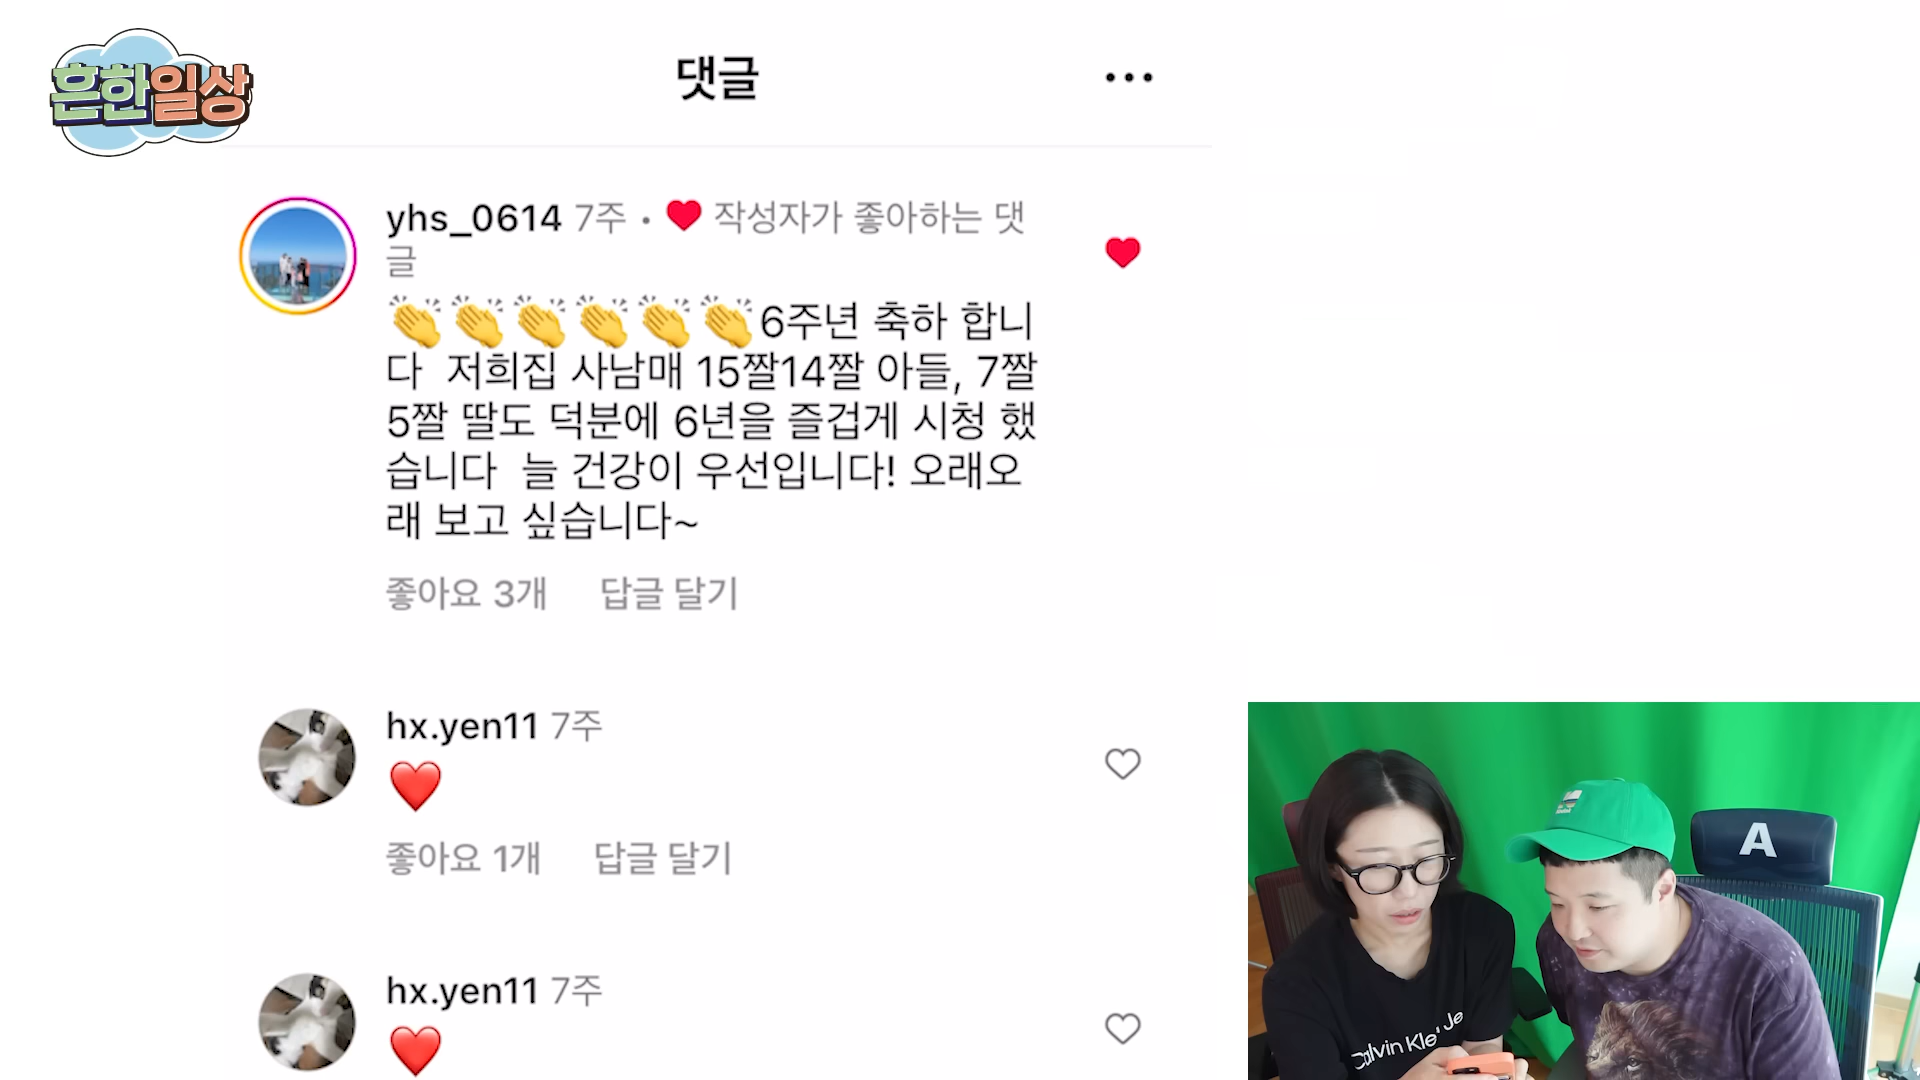 흔한일상
댓글
yhs_0614 7주 • ❤️ 작성자가 좋아하는 댓
글
👏👏👏👏👏👏6주년 축하 합니
다 저희집 사남매 15짤14짤 아들, 7짤
5짤 딸도 덕분에 6년을 즐겁게 시청 했
습니다 늘 건강이 우선입니다! 오래오
래 보고 싶습니다~
좋아요 3개 답글 달기
hx.yen11 7주
❤️
좋아요 1개 답글 달기
hx.yen11 7주
❤️
A
Calvin Kle Je